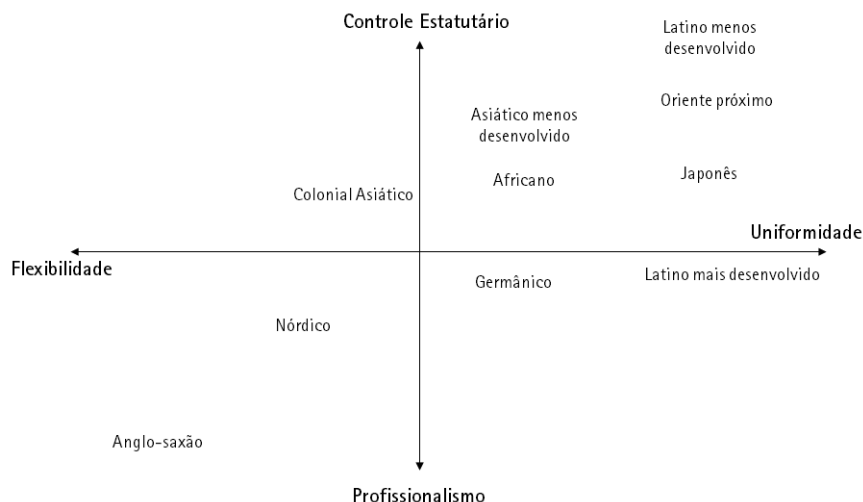 Controle Estatutário
Latino menos
desenvolvido
Oriente próximo
Asiático menos
desenvolvido
Africano
Japonês
Colonial Asiático
Uniformidade
Flexibilidade
Germânico
Latino mais desenvolvido
Nórdico
Anglo-saxão
Profissionalismo